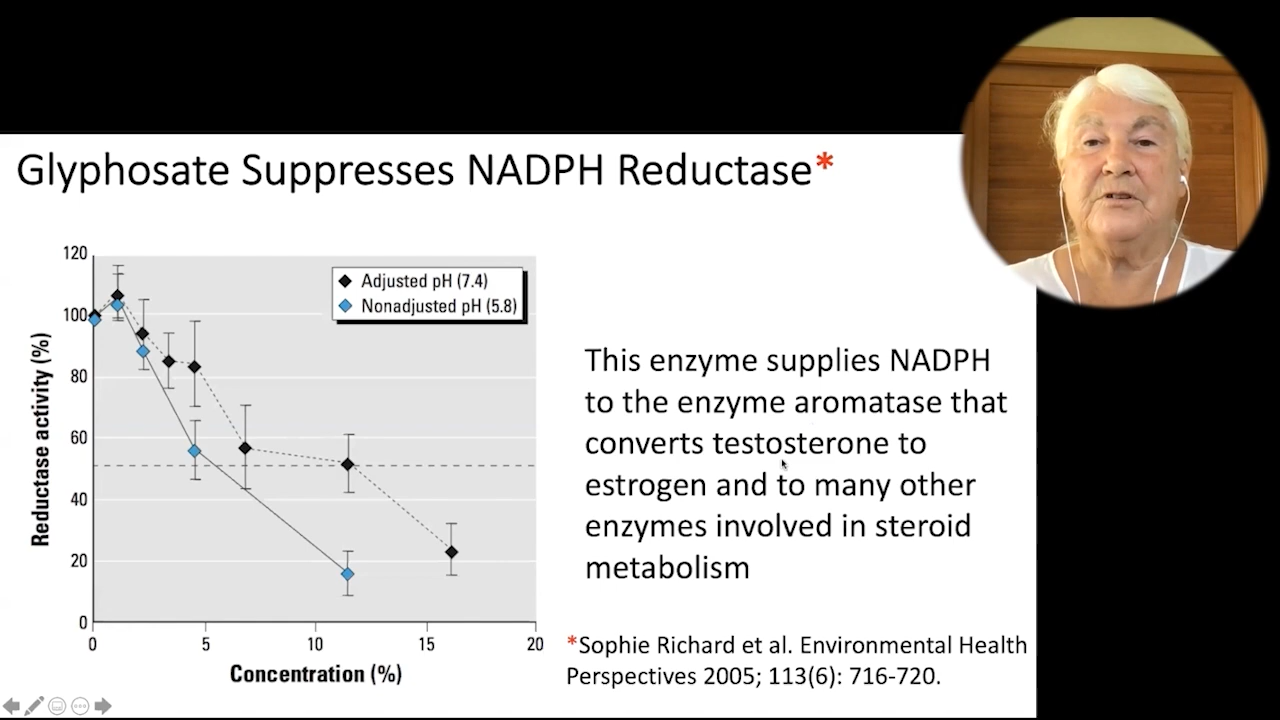 Glyphosate Suppresses NADPH Reductase*
120
100
80
60
40
20
0
Reductase activity (%)
Adjusted pH (7.4)
Nonadjusted pH (5.8)
0 5 10 15 20
Concentration (%)
This enzyme supplies NADPH
to the enzyme aromatase that
converts testosterone to
estrogen and to many other
enzymes involved in steroid
metabolism
*Sophie Richard et al. Environmental Health
Perspectives 2005; 113(6): 716-720.